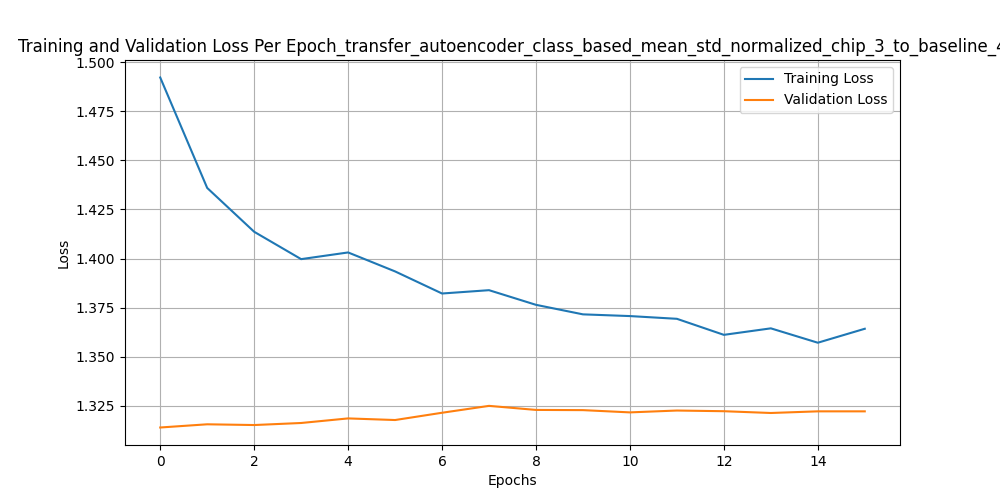 Training and Validation Loss Per Epoch_transfer_autoencoder_class_based_mean_std_normalized_chip_3_to_baseline_4
Training Loss
Validation Loss
1.500
1.475
1.450
1.425
1.400
1.375
1.350
1.325
Loss
0 2 4 6 8 10 12 14
Epochs